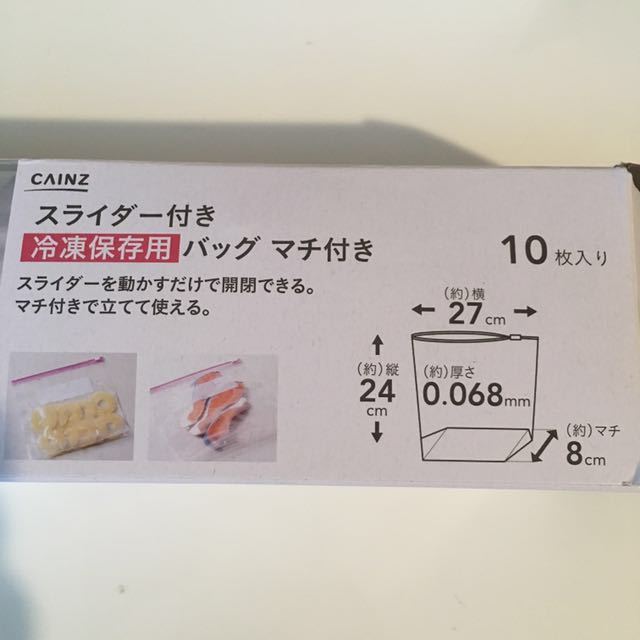 CAINZ
スライダー付き
冷凍保存用 バッグ マチ付き
10枚入り
スライダーを動かすだけで開閉できる。
マチ付きで立てて使える。
(約)横
27cm
(約)縦
24
cm
(約)厚さ
0.068mm
(約)マチ
8cm